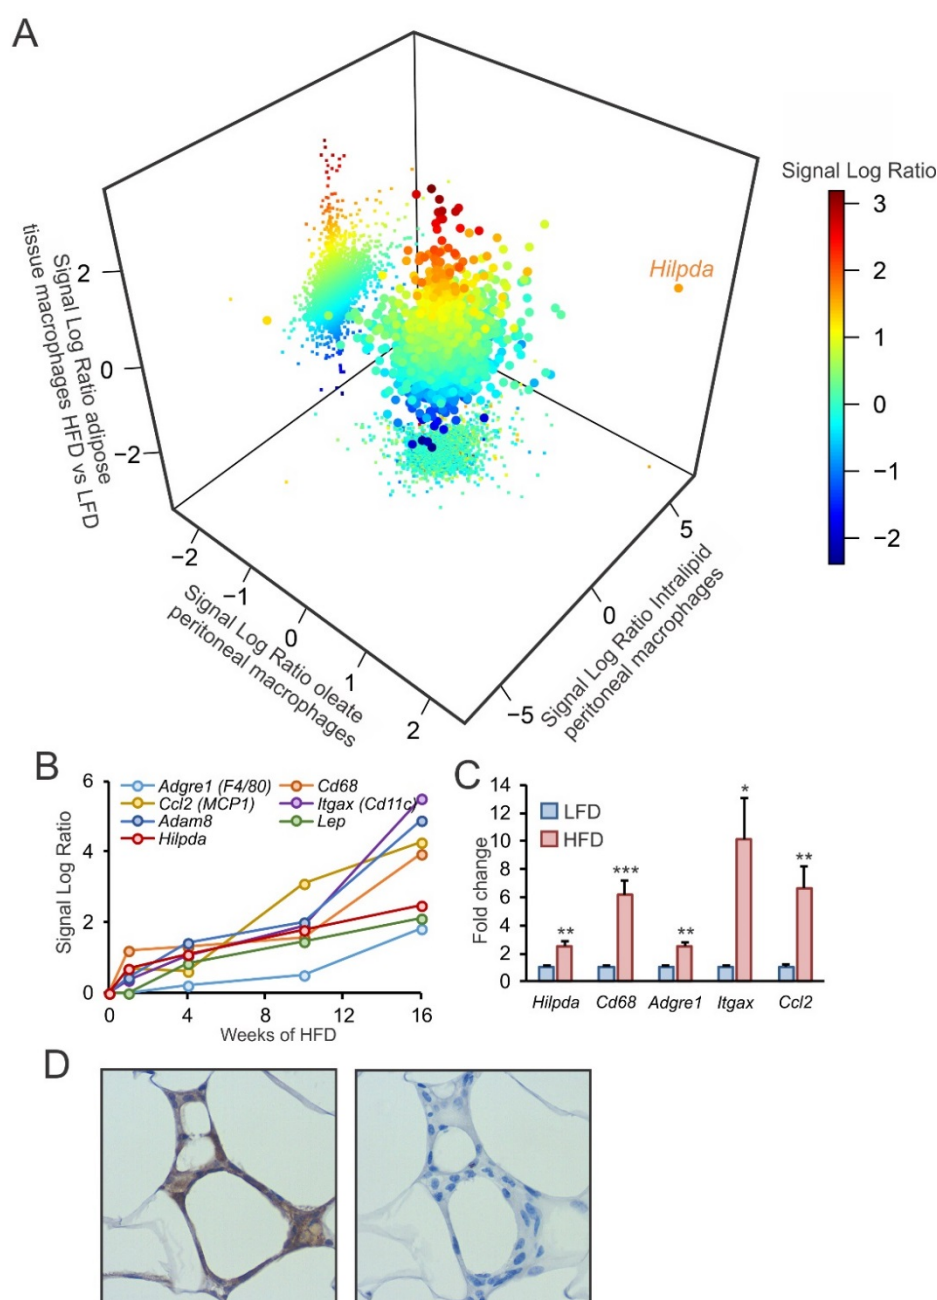 A
Signal Log Ratio
3
2
1
0
−1
−2
Hilpda
Signal Log Ratio adipose
tissue macrophages HFD vs LFD
2
0
−2
−2
−1
0
1
2
Signal Log Ratio oleate
peritoneal macrophages
−5
0
5
Signal Log Ratio Intralipid
peritoneal macrophages
B
Adgre1 (F4/80)
Ccl2 (MCP1)
Adam8
Hilpda
Cd68
Itgax (Cd11c)
Lep
Signal Log Ratio
6
4
2
0
0
4
8
12
16
Weeks of HFD
C
LFD
HFD
Fold change
14
12
10
8
6
4
2
0
**
***
**
*
**
Hilpda
Cd68
Adgre1
Itgax
Ccl2
D